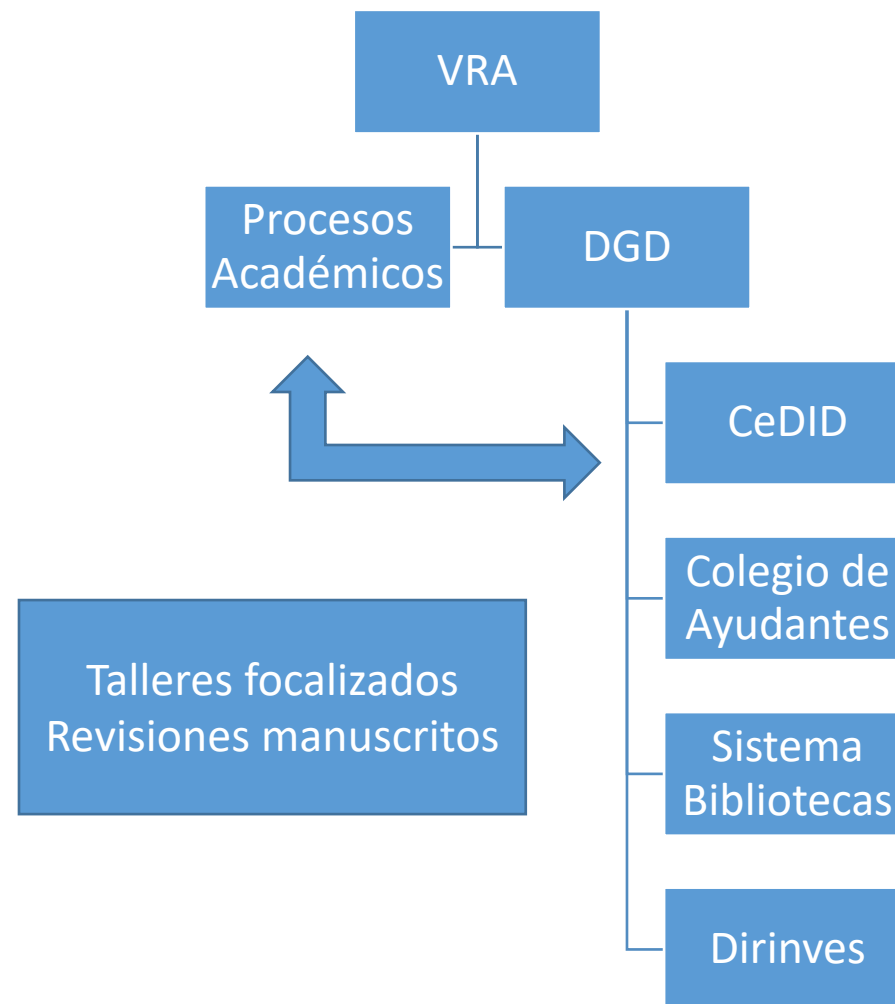 VRA
Procesos
Académicos
DGD
CeDID
Colegio de
Ayudantes
Talleres focalizados
Revisiones manuscritos
Sistema
Bibliotecas
Dirinves